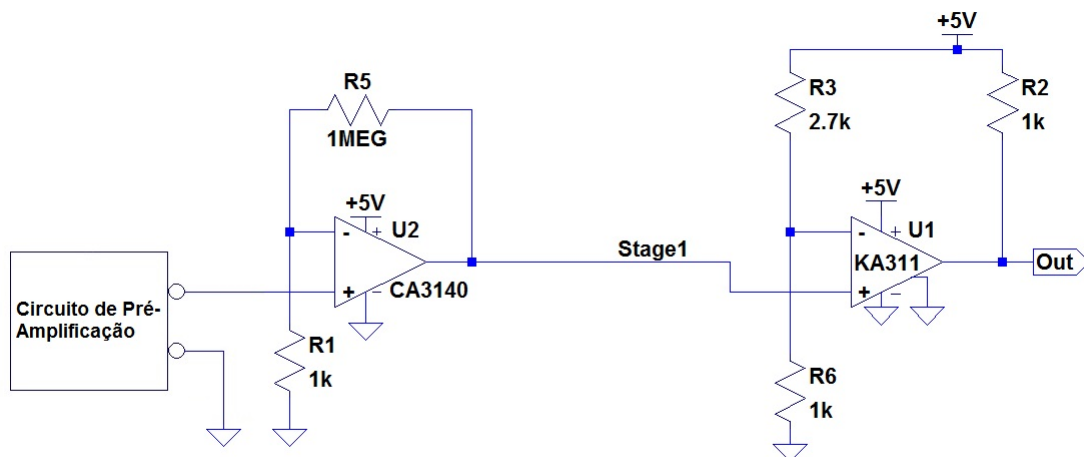 +5V
R5
1MEG
R3
2.7k
R2
1k
+5V
U2
-
+
+
-
CA3140
+5V
U1
-
+
+
-
KA311
Stage1
Out
Circuito de Pré-
Amplificação
R1
1k
R6
1k